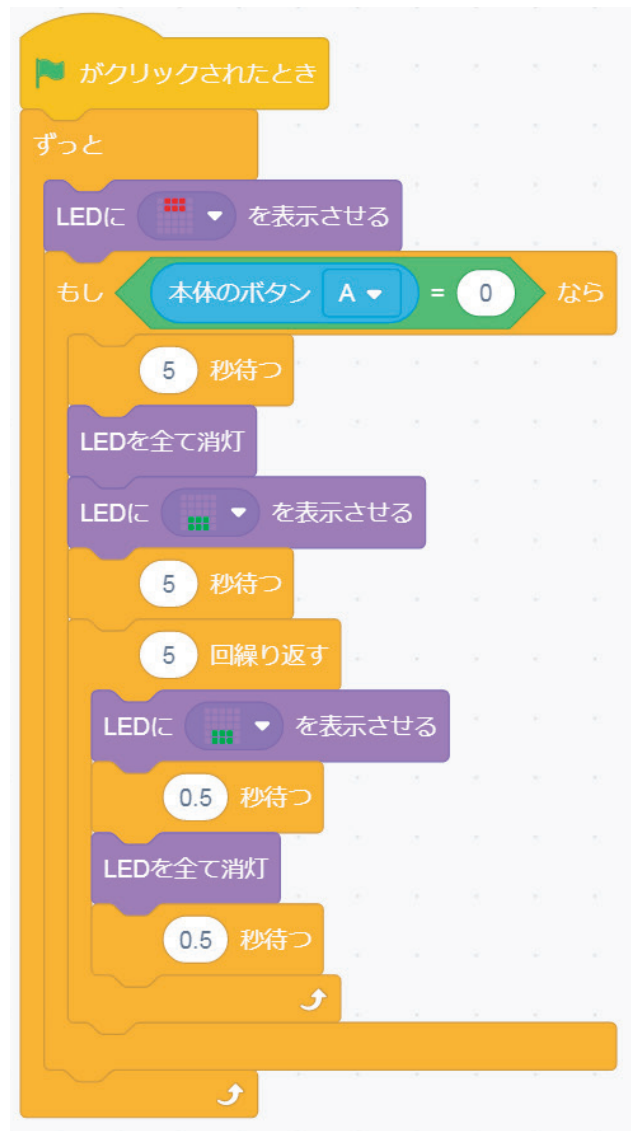 がクリックされたとき
ずっと
LEDに を表示させる
もし 本体のボタン A = 0 なら
5 秒待つ
LEDを全て消灯
LEDに を表示させる
5 秒待つ
5 回繰り返す
LEDに を表示させる
0.5 秒待つ
LEDを全て消灯
0.5 秒待つ